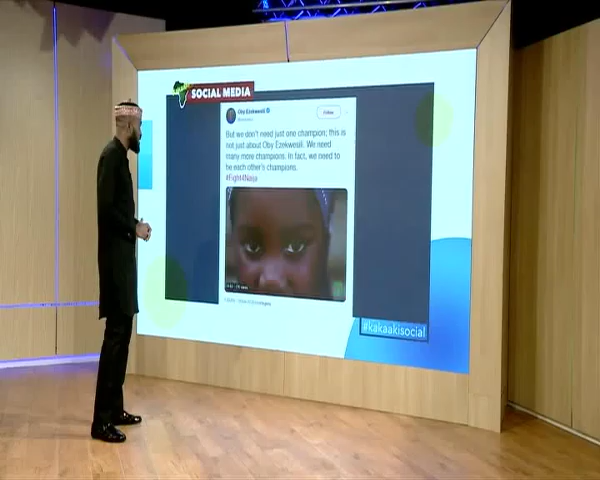 SOCIAL MEDIA
Oby Ezekwesili
Follow
But we don't need just one champion; this is
not just about Oby Ezekwesili. We need
many more champions. In fact, we need to
be each other's champions.
#Fight4Naija
#kakaakisocial